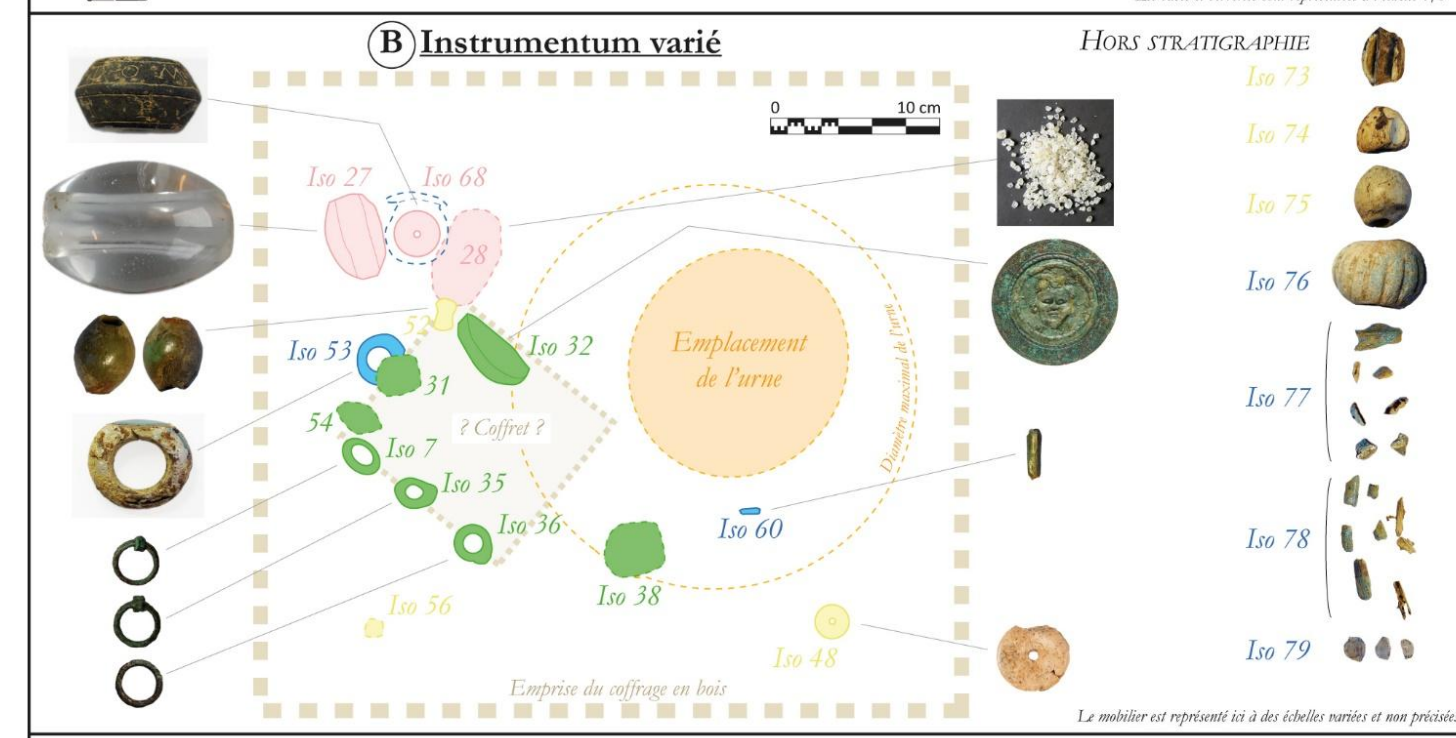 B Instrumentum varié
HORS STRATIGRAPHIE
0 10 cm
Iso 73
Iso 74
Iso 75
Iso 76
Iso 77
Iso 78
Iso 79
Iso 27
Iso 68
28
52
Iso 53
31
Iso 32
54
? Coffret ?
Iso 7
Iso 35
Iso 36
Iso 38
Iso 56
Iso 60
Iso 48
Emplacement
de l'urne
Diamètre maximal de l'urne
Emprise du coffrage en bois
Le mobilier est représenté ici à des échelles variées et non précisée